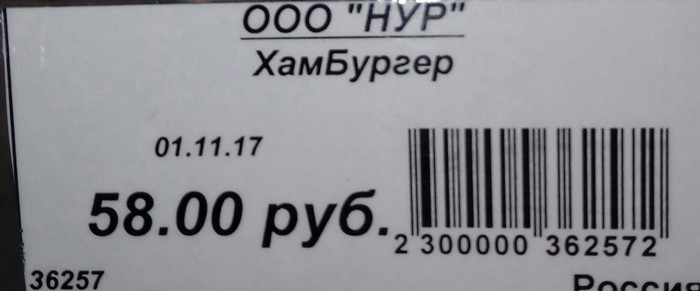 ООО "НУР"
ХамБургер
01.11.17
58.00 руб.
2 300000 362572
36257
Россия